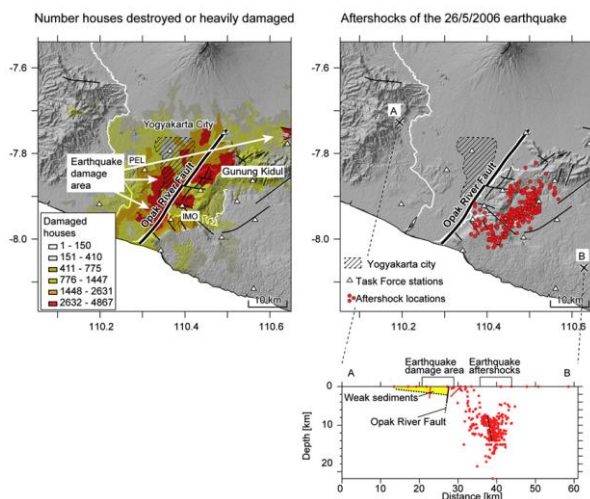 Number houses destroyed or heavily damaged
-7.6
-7.8
-8.0
Yogyakarta City
PEL
Earthquake
damage
area
Gunung Kidul
Opak River Fault
IMO
Damaged
houses
1 - 150
151 - 410
411 - 775
776 - 1447
1448 - 2631
2632 - 4867
10 km
110.2
110.4
110.6
Aftershocks of the 26/5/2006 earthquake
-7.6
-7.8
-8.0
A
Opak River Fault
B
Yogyakarta city
Task Force stations
Aftershock locations
10 km
110.2
110.4
110.6
Earthquake
damage area
Earthquake
aftershocks
A
B
Weak sediments
Opak River Fault
Depth [km]
0
10
20
0
10
20
30
40
50
60
Distance [km]